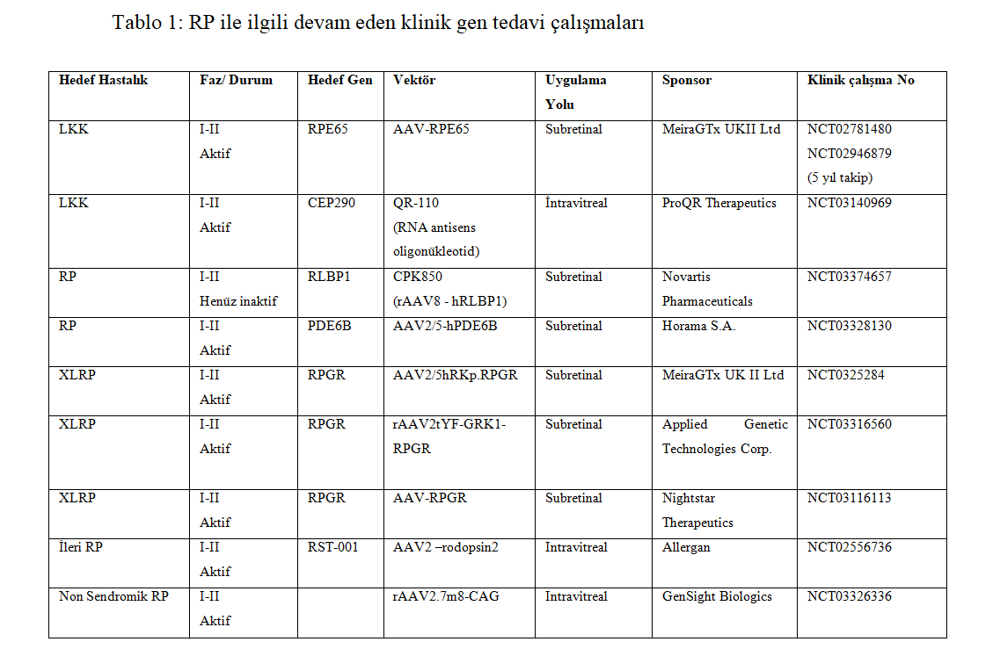 Tablo 1: RP ile ilgili devam eden klinik gen tedavi çalışmaları
Hedef Hastalık Faz/ Durum Hedef Gen Vektör Uygulama Yolu Sponsor Klinik çalışma No
LKK I-II Aktif RPE65 AAV-RPE65 Subretinal MeiraGTx UKII Ltd NCT02781480 NCT02946879 (5 yıl takip)
LKK I-II Aktif CEP290 QR-110 (RNA antisens oligonükleotid) İntravitreal ProQR Therapeutics NCT03140969
RP I-II Henüz inaktif RLBP1 CPK850 (rAAV8 - hRLBP1) Subretinal Novartis Pharmaceuticals NCT03374657
RP I-II Aktif PDE6B AAV2/5-hPDE6B Subretinal Horama S.A. NCT03328130
XLRP I-II Aktif RPGR AAV2/5hRKp.RPGR Subretinal MeiraGTx UK II Ltd NCT0325284
XLRP I-II Aktif RPGR rAAV2tYF-GRK1-RPGR Subretinal Applied Genetic Technologies Corp. NCT03316560
XLRP I-II Aktif RPGR AAV-RPGR Subretinal Nightstar Therapeutics NCT03116113
İleri RP I-II Aktif RST-001 AAV2 –rodopsin2 Intravitreal Allergan NCT02556736
Non Sendromik RP I-II Aktif rAAV2.7m8-CAG Intravitreal GenSight Biologics NCT03326336